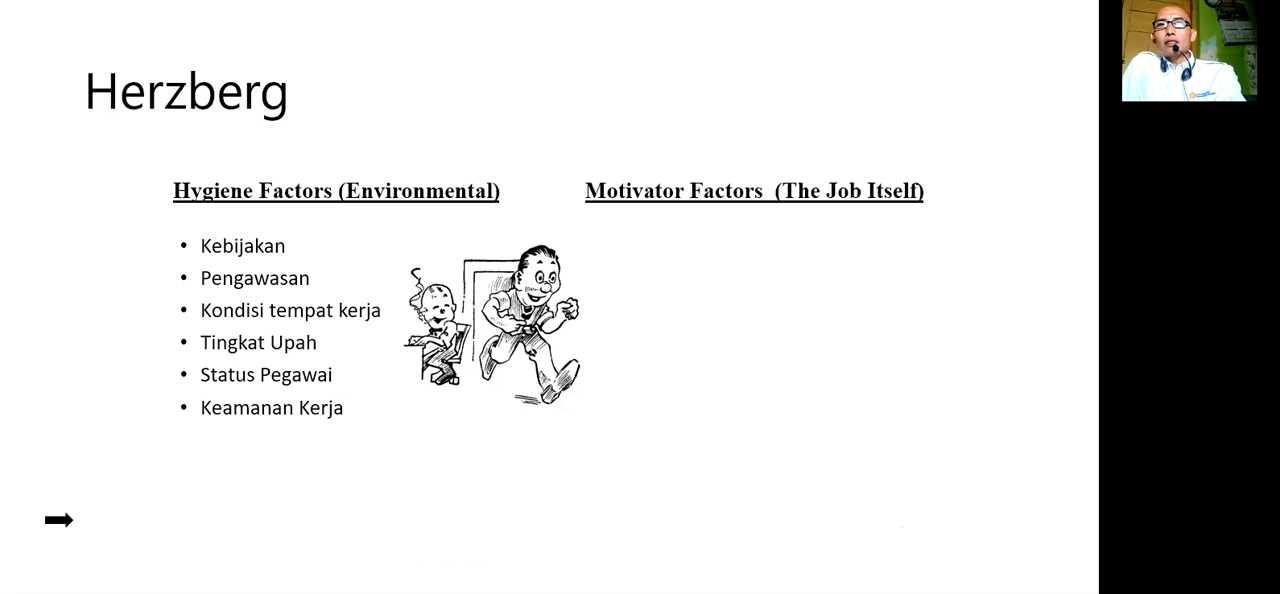 Herzberg
Hygiene Factors (Environmental)
Motivator Factors (The Job Itself)
• Kebijakan
• Pengawasan
• Kondisi tempat kerja
• Tingkat Upah
• Status Pegawai
• Keamanan Kerja